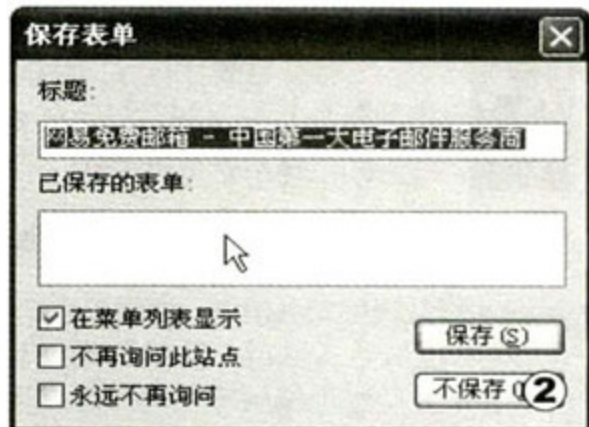 保存表单
标题:
网易免费邮箱 - 中国第一大电子邮件服务商
已保存的表单:
在菜单列表显示
保存(S)
不再询问此站点
永远不再询问
不保存(
2